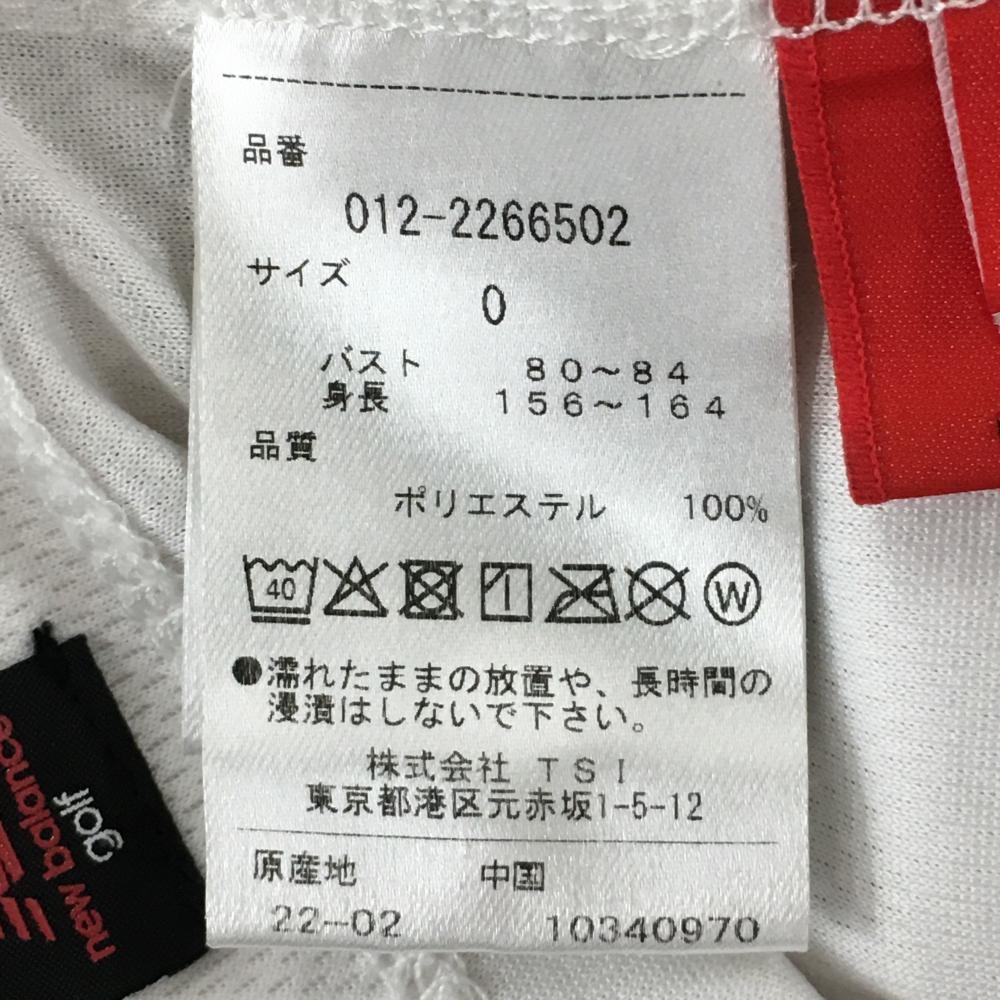 品番
012-2266502
サイズ
0
バスト 80～84
身長 156～164
品質
ポリエステル 100%
40
W
●濡れたままの放置や、長時間の
浸漬はしないで下さい。
株式会社 TSI
東京都港区元赤坂1-5-12
原産地 中国
22-02 10340970
new balance
golf